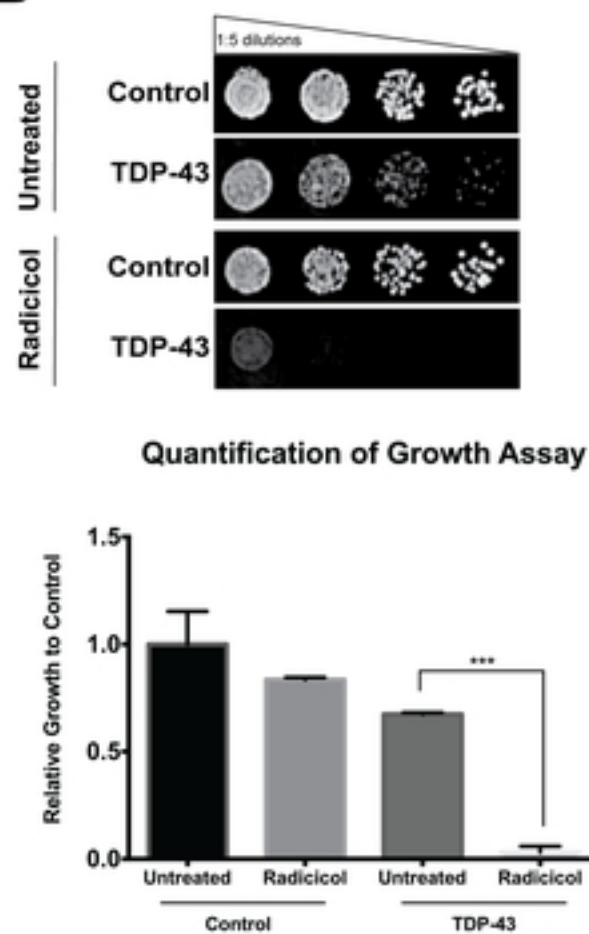 1:5 dilutions
Untreated
Control
TDP-43
Radicicol
Control
TDP-43
Quantification of Growth Assay
Relative Growth to Control
1.5
1.0
0.5
0.0
***
Untreated Radicicol Untreated Radicicol
Control TDP-43